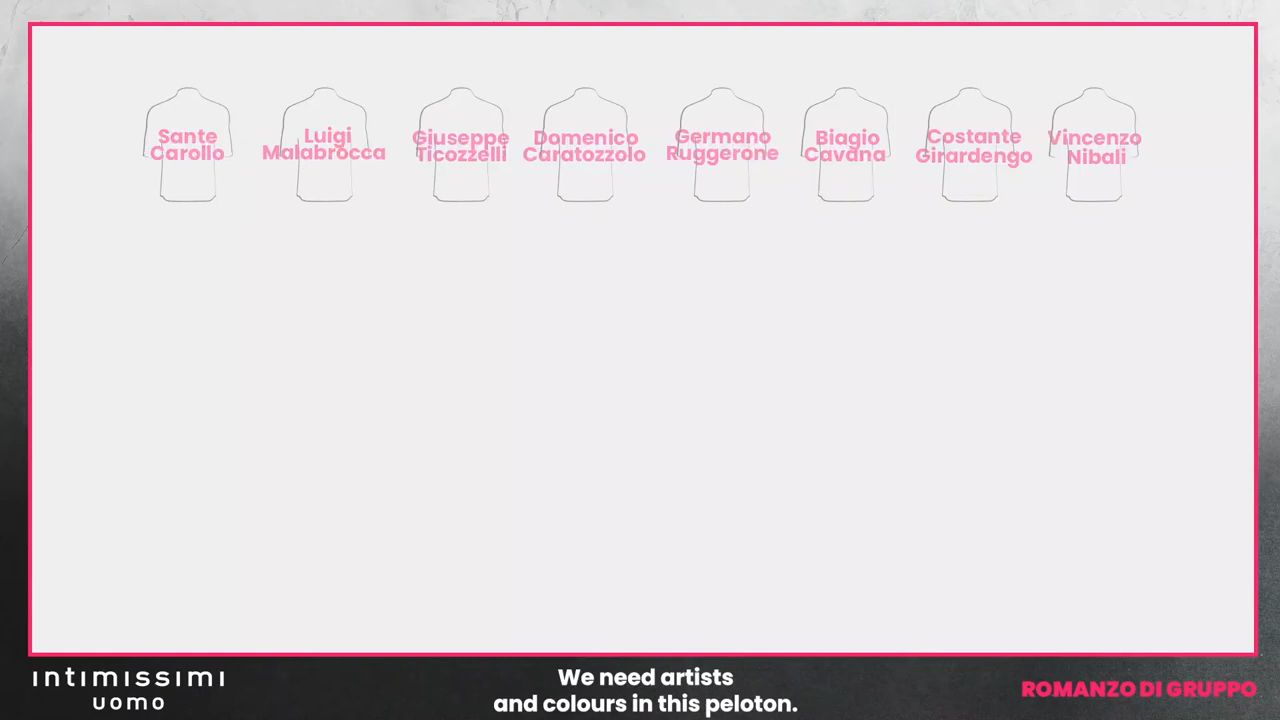 Sante
Carollo
Luigi
Malabrocca
Giuseppe
Ticozzelli
Domenico
Caratozzolo
Germano
Ruggerone
Biagio
Cavana
Costante
Girardengo
Vincenzo
Nibali
intimissimi
uomo
We need artists
and colours in this peloton.
ROMANZO DI GRUPPO